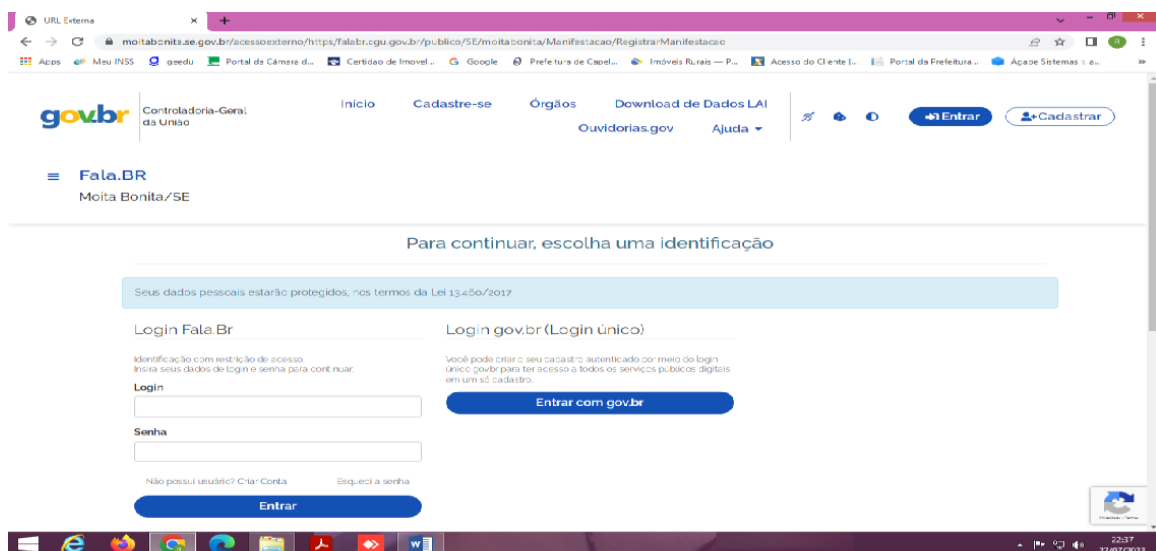 URL Externa
moitabonita.se.gov.br/acessoexterno/https/falabr.cgu.gov.br/publico/SE/moitabonita/Manifestacao/RegistrarManifestacao
Apps Meu INSS geedu Portal da Câmara d... Certidao de Imovel... Google Prefeitura de Capel... Imóveis Rurais — P... Acesso do Cliente |... Portal da Prefeitura... Agape Sistemas :: a... »
gov.br Controladoria-Geral da União
Início Cadastre-se Órgãos Download de Dados LAI
Ouvidorias.gov Ajuda
Entrar Cadastrar
Fala.BR
Moita Bonita/SE
Para continuar, escolha uma identificação
Seus dados pessoais estarão protegidos, nos termos da Lei 13.460/2017
Login Fala.Br
Identificação com restrição de acesso.
Insira seus dados de login e senha para continuar.
Login
Senha
Não possui usuário? Criar Conta Esqueci a senha
Entrar
Login gov.br (Login único)
Você pode criar o seu cadastro autenticado por meio do login
único govbr para ter acesso a todos os serviços públicos digitais
em um só cadastro.
Entrar com gov.br
22:37
22/07/2023